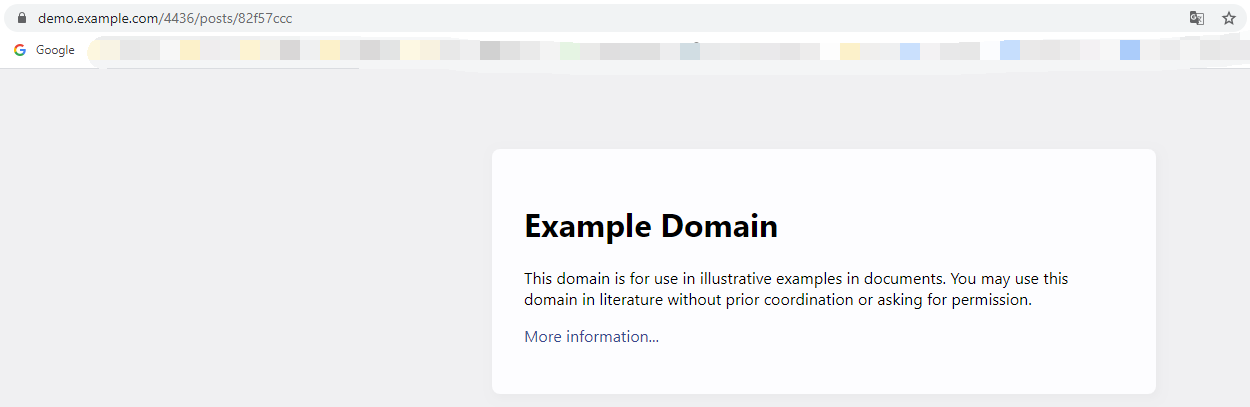 demo.example.com/4436/posts/82f57ccc
Google
Example Domain
This domain is for use in illustrative examples in documents. You may use this
domain in literature without prior coordination or asking for permission.
More information...